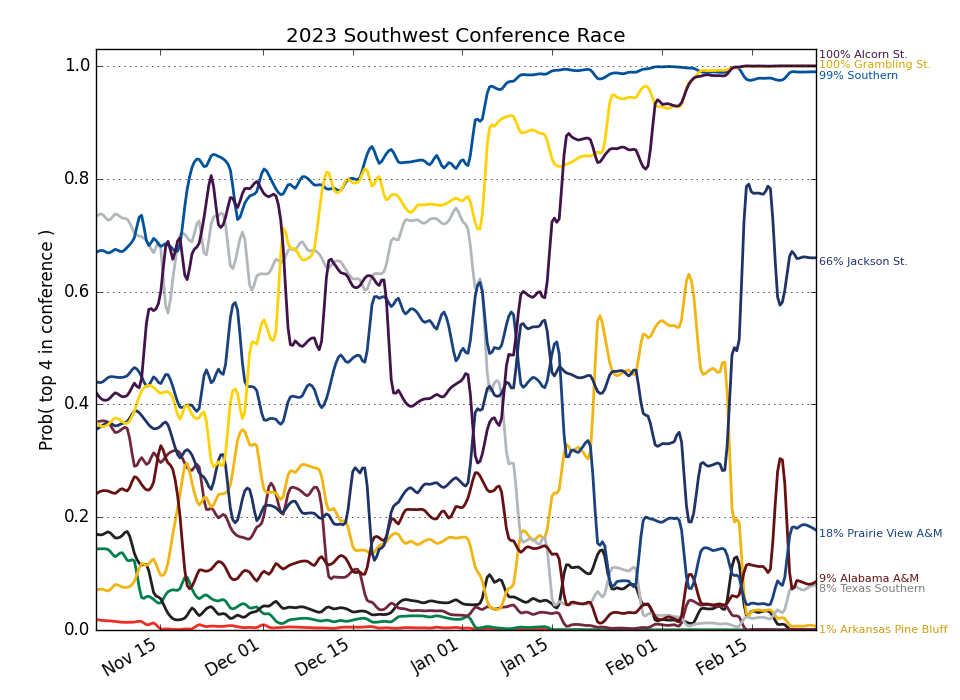 2023 Southwest Conference Race
Prob( top 4 in conference )
1.0
0.8
0.6
0.4
0.2
0.0
Nov 15
Dec 01
Dec 15
Jan 01
Jan 15
Feb 01
Feb 15
100% Alcorn St.
100% Grambling St.
99% Southern
66% Jackson St.
18% Prairie View A&M
9% Alabama A&M
8% Texas Southern
1% Arkansas Pine Bluff